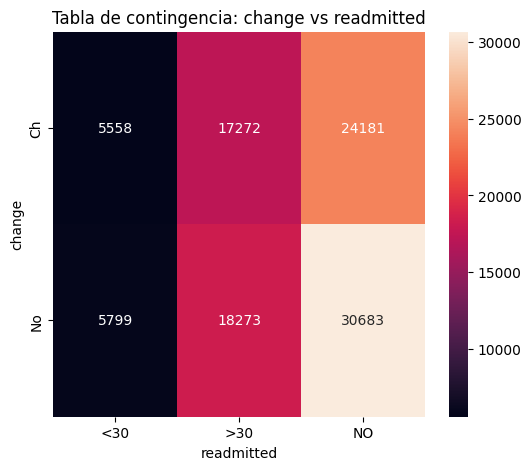 Tabla de contingencia: change vs readmitted
Ch
5558 17272 24181
No
5799 18273 30683
<30 >30 NO
readmitted
change
30000
25000
20000
15000
10000